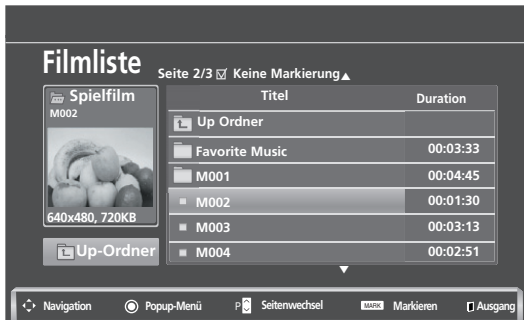 Filmliste
Seite 2/3 ☑ Keine Markierung▲
Spielfilm
M002
640x480, 720KB
Up-Ordner
Titel Duration
Up Ordner
Favorite Music 00:03:33
M001 00:04:45
M002 00:01:30
M003 00:03:13
M004 00:02:51
▼
Navigation Popup-Menü P Seitenwechsel MARK Markieren Ausgang